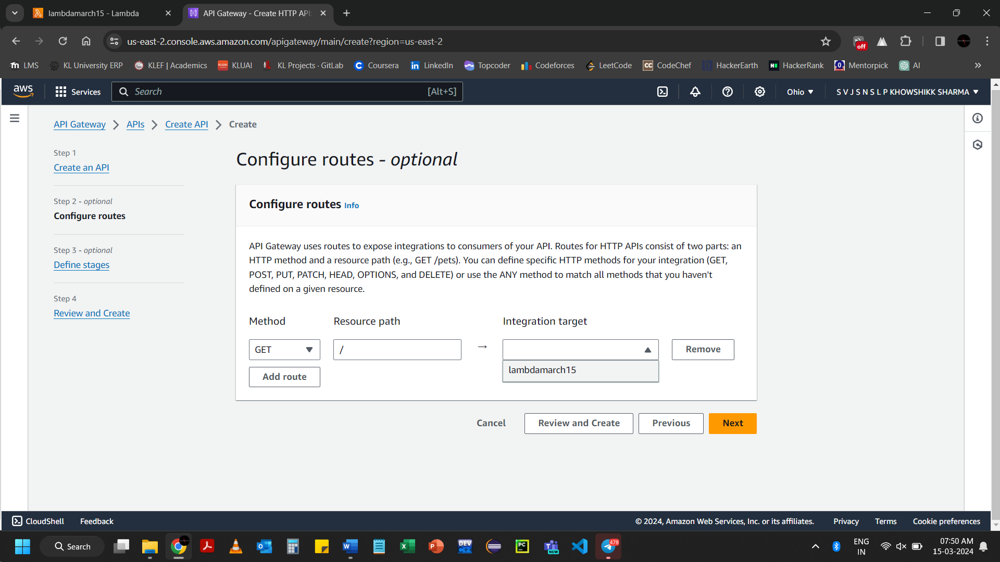 lambdamarch15 - Lambda
API Gateway - Create HTTP API
us-east-2.console.aws.amazon.com/apigateway/main/create?region=us-east-2
off
LMS
KL University ERP
KLEF | Academics
KLUAI
KL Projects · GitLab
Coursera
LinkedIn
Topcoder
Codeforces
LeetCode
CodeChef
HackerEarth
HackerRank
Mentorpick
AI
aws
Services
Search
[Alt+S]
Ohio
S V J S N S L P KHOWSHIKK SHARMA
API Gateway
APIs
Create API
Create
Step 1
Create an API
Step 2 - optional
Configure routes
Step 3 - optional
Define stages
Step 4
Review and Create
Configure routes - optional
Configure routes Info
API Gateway uses routes to expose integrations to consumers of your API. Routes for HTTP APIs consist of two parts: an
HTTP method and a resource path (e.g., GET /pets). You can define specific HTTP methods for your integration (GET,
POST, PUT, PATCH, HEAD, OPTIONS, and DELETE) or use the ANY method to match all methods that you haven't
defined on a given resource.
Method
Resource path
Integration target
GET
/
→
Remove
lambdamarch15
Add route
Cancel
Review and Create
Previous
Next
CloudShell
Feedback
© 2024, Amazon Web Services, Inc. or its affiliates.
Privacy
Terms
Cookie preferences
Search
DEV
PC
NEW
478
ENG
IN
07:50 AM
15-03-2024